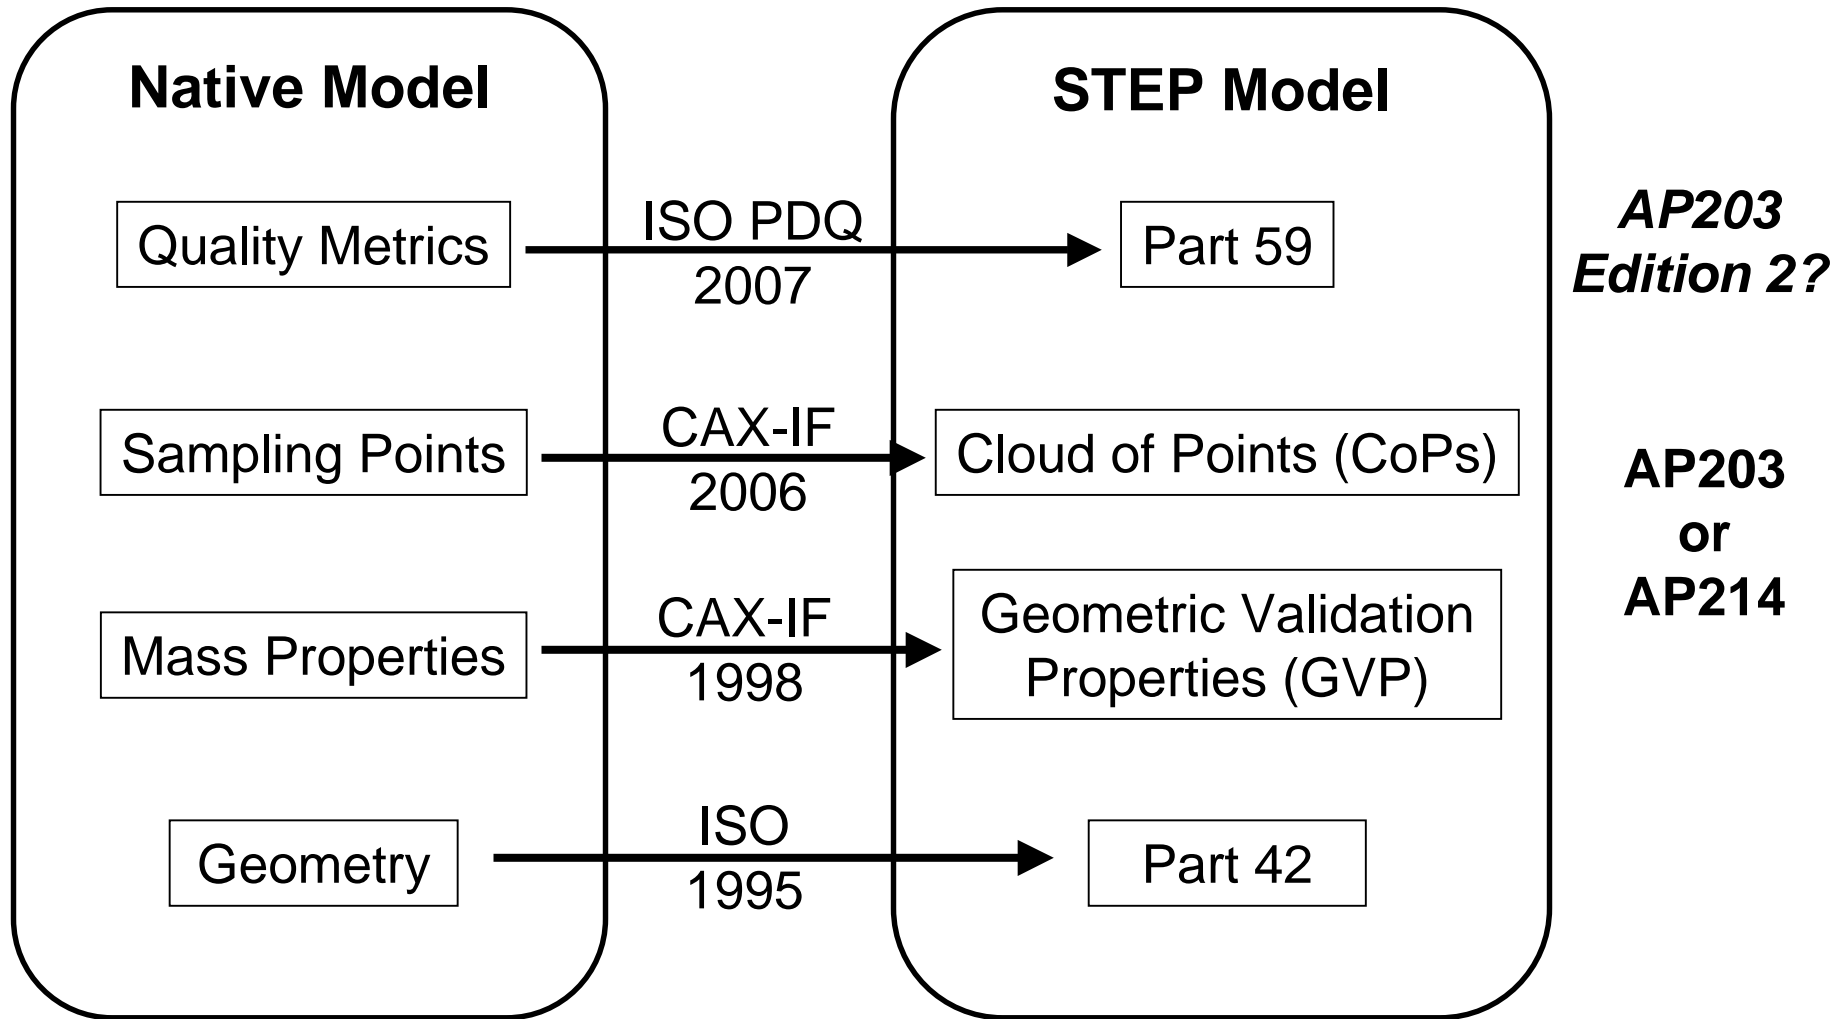 Native Model
STEP Model
Quality Metrics
ISO PDQ
2007
Part 59
AP203
Edition 2?
Sampling Points
CAX-IF
2006
Cloud of Points (CoPs)
AP203
or
AP214
Mass Properties
CAX-IF
1998
Geometric Validation
Properties (GVP)
Geometry
ISO
1995
Part 42